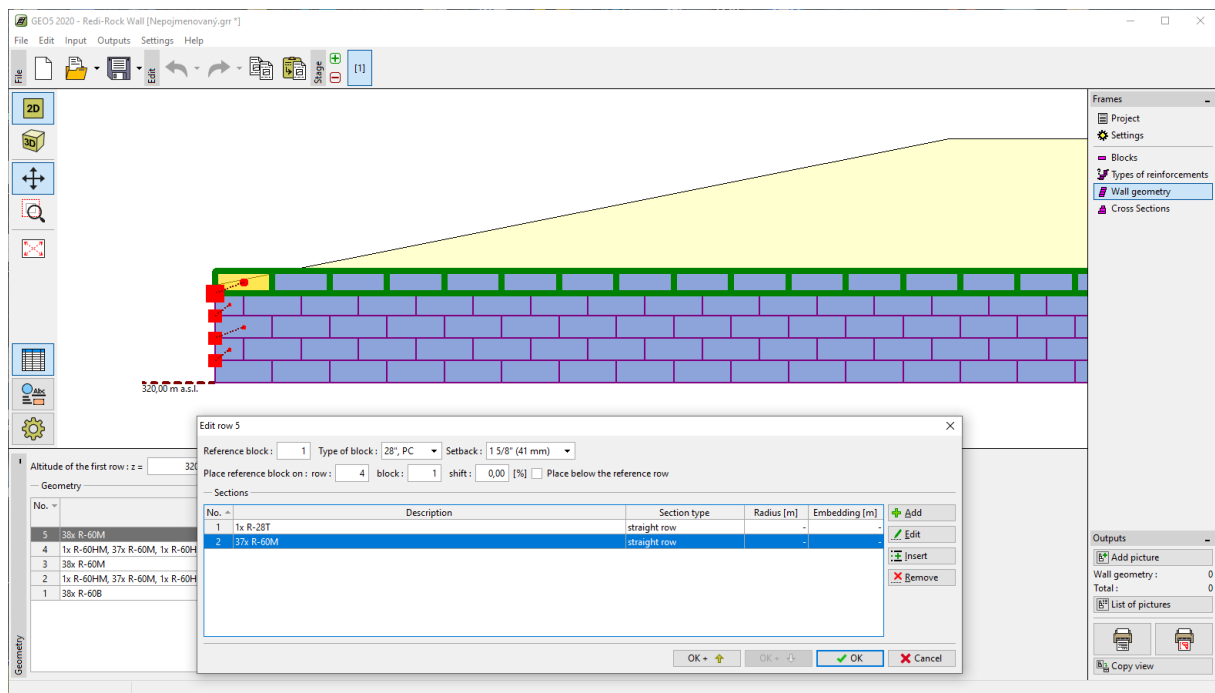 GEO5 2020 - Redi-Rock Wall [Nepojmenovaný.grr *]
File Edit Input Outputs Settings Help
File
Edit
Stage
[1]
2D
3D
Abc
320,00 m a.s.l.
Frames
Project
Settings
Blocks
Types of reinforcements
Wall geometry
Cross Sections
Edit row 5
Reference block : 1 Type of block : 28", PC Setback : 1 5/8" (41 mm)
Place reference block on : row : 4 block : 1 shift : 0,00 [%] Place below the reference row
Sections
No. Description Section type Radius [m] Embedding [m]
1 1x R-28T straight row - -
2 37x R-60M straight row - -
Add
Edit
Insert
Remove
OK + OK + OK Cancel
Altitude of the first row : z = 320
Geometry
No.
5 38x R-60M
4 1x R-60HM, 37x R-60M, 1x R-60H
3 38x R-60M
2 1x R-60HM, 37x R-60M, 1x R-60H
1 38x R-60B
Geometry
Outputs
Add picture
Wall geometry : 0
Total : 0
List of pictures
Copy view